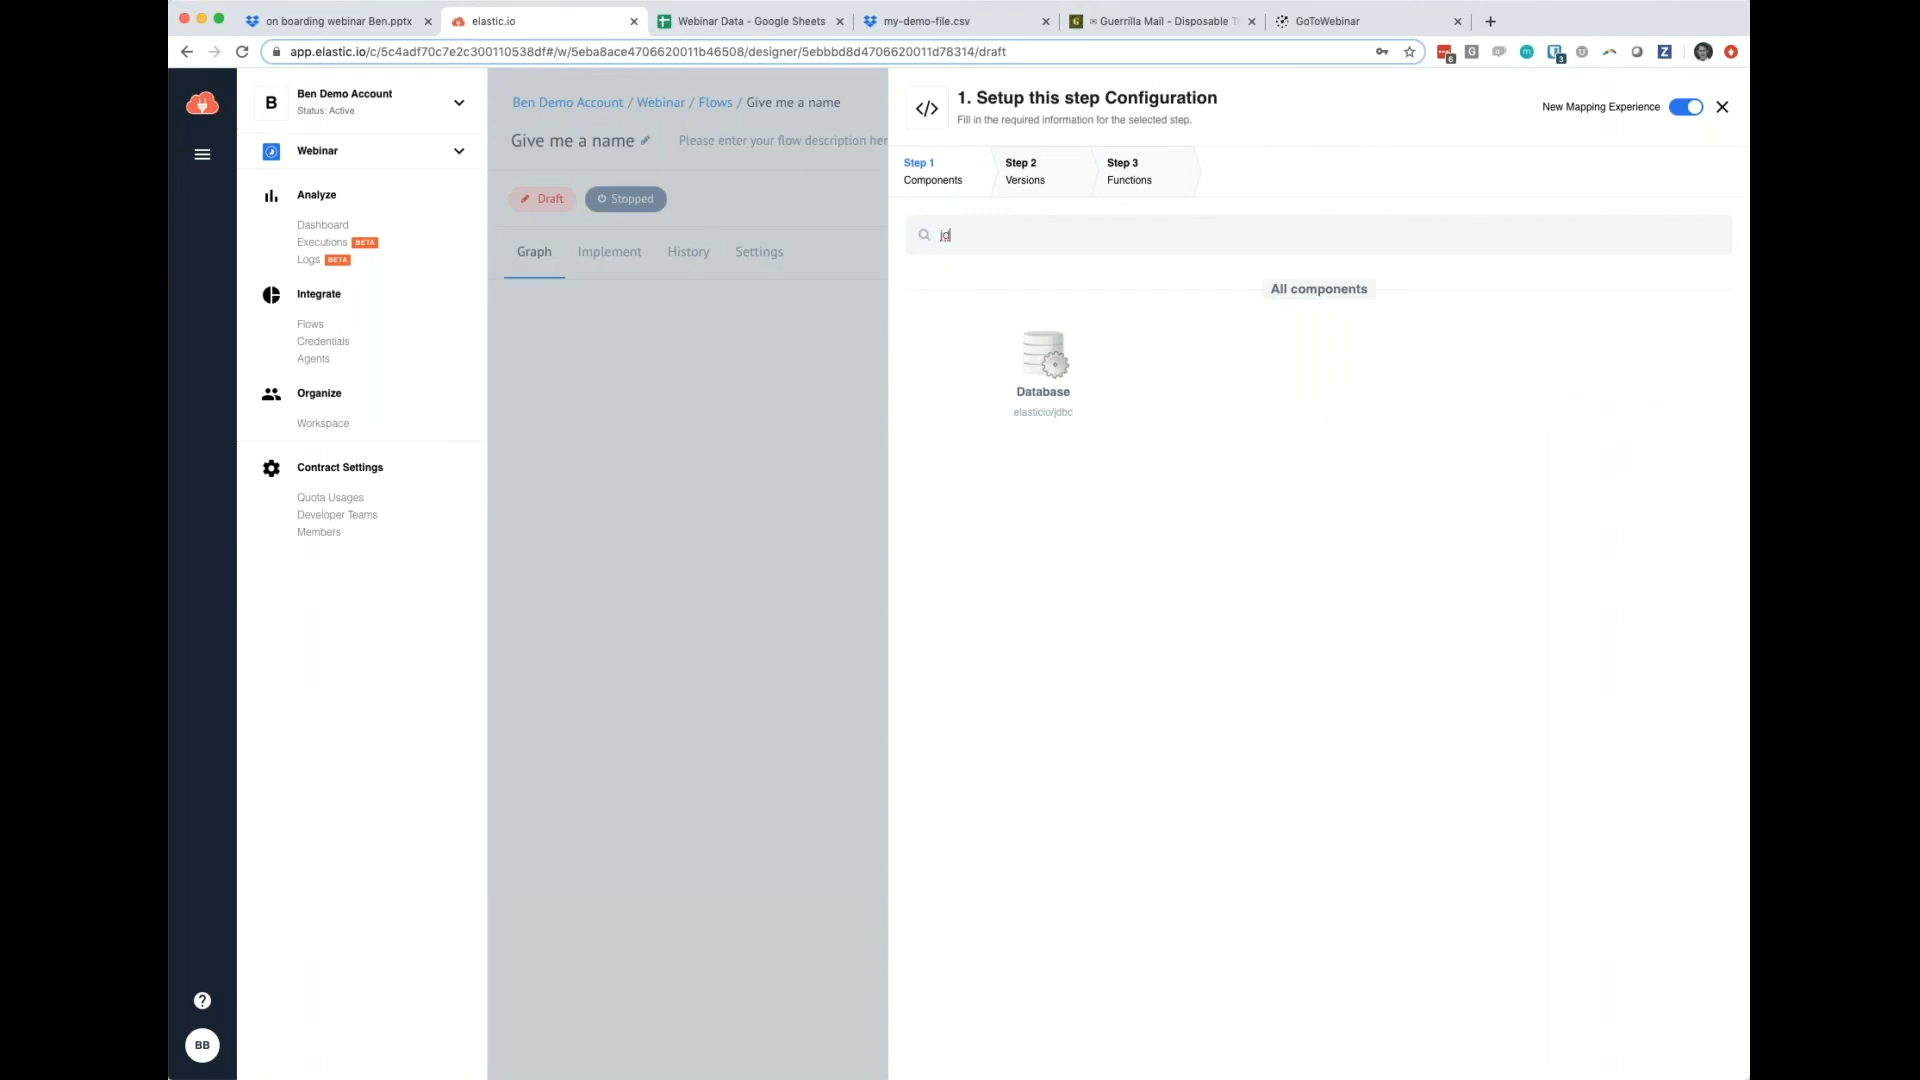 on boarding webinar Ben.pptx
elastic.io
Webinar Data - Google Sheets
my-demo-file.csv
Guerrilla Mail - Disposable
GoToWebinar
app.elastic.io/c/5c4adf70c7e2c300110538df#/w/5eba8ace4706620011b46508/designer/5ebbbd8d4706620011d78314/draft
B
Ben Demo Account
Status: Active
Webinar
Analyze
Dashboard
Executions BETA
Logs BETA
Integrate
Flows
Credentials
Agents
Organize
Workspace
Contract Settings
Quota Usages
Developer Teams
Members
?
BB
Ben Demo Account / Webinar / Flows / Give me a name
Give me a name
Please enter your flow description her
Draft
Stopped
Graph
Implement
History
Settings
</> 1. Setup this step Configuration
Fill in the required information for the selected step.
New Mapping Experience
Step 1
Components
Step 2
Versions
Step 3
Functions
jd
All components
Database
elasticio/jdbc